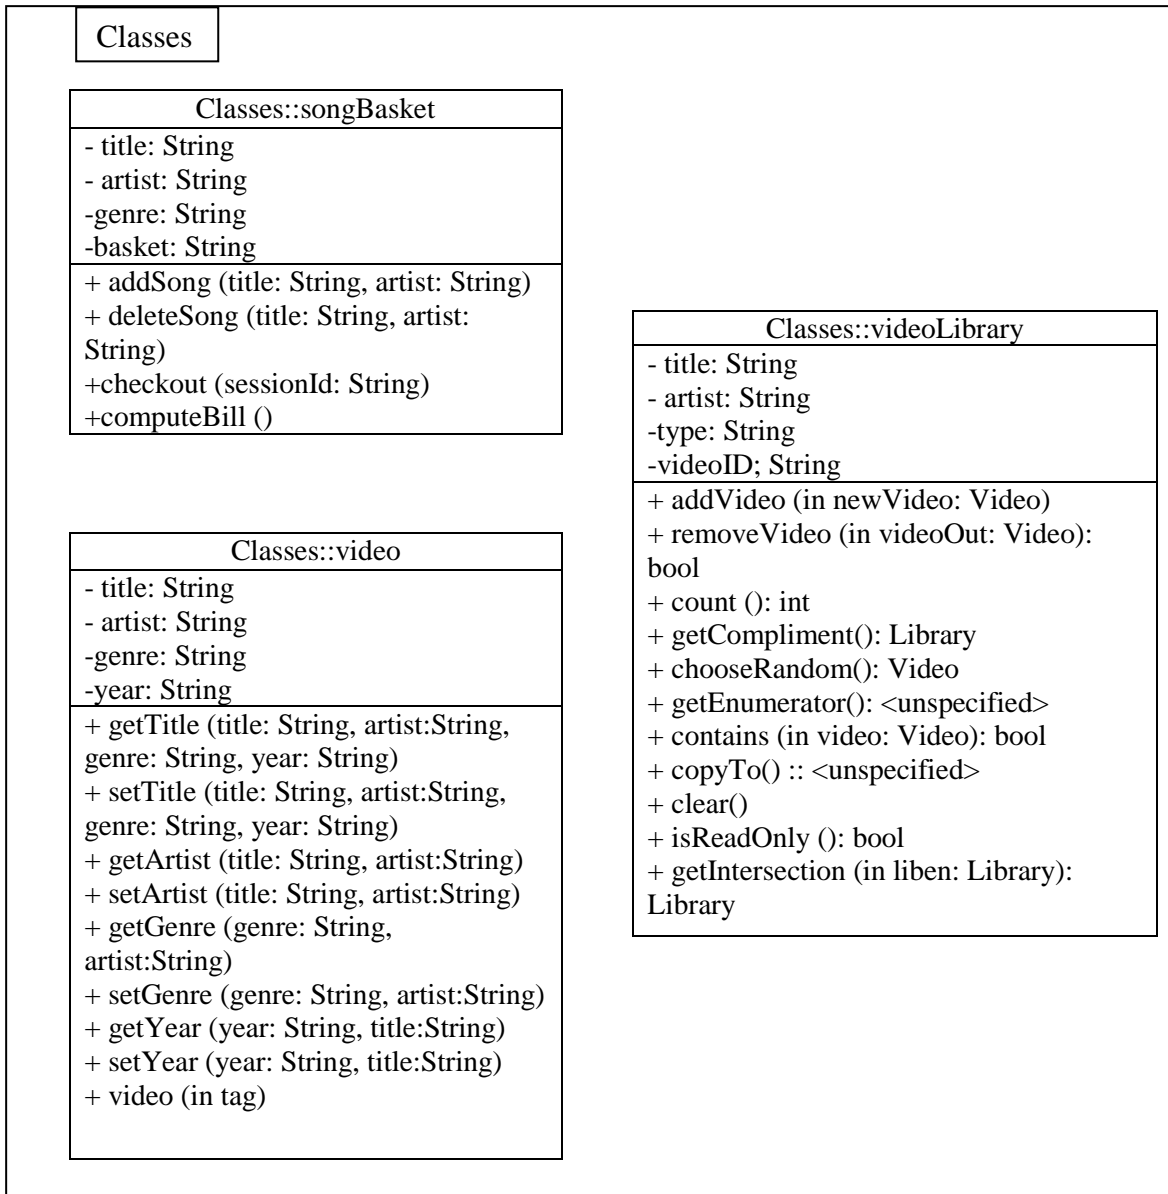 Classes
Classes::songBasket
- title: String
- artist: String
-genre: String
-basket: String
+ addSong (title: String, artist: String)
+ deleteSong (title: String, artist:
String)
+checkout (sessionId: String)
+computeBill ()
Classes::video
- title: String
- artist: String
-genre: String
-year: String
+ getTitle (title: String, artist:String,
genre: String, year: String)
+ setTitle (title: String, artist:String,
genre: String, year: String)
+ getArtist (title: String, artist:String)
+ setArtist (title: String, artist:String)
+ getGenre (genre: String,
artist:String)
+ setGenre (genre: String, artist:String)
+ getYear (year: String, title:String)
+ setYear (year: String, title:String)
+ video (in tag)
Classes::videoLibrary
- title: String
- artist: String
-type: String
-videoID; String
+ addVideo (in newVideo: Video)
+ removeVideo (in videoOut: Video):
bool
+ count (): int
+ getCompliment(): Library
+ chooseRandom(): Video
+ getEnumerator(): <unspecified>
+ contains (in video: Video): bool
+ copyTo() :: <unspecified>
+ clear()
+ isReadOnly (): bool
+ getIntersection (in liben: Library):
Library